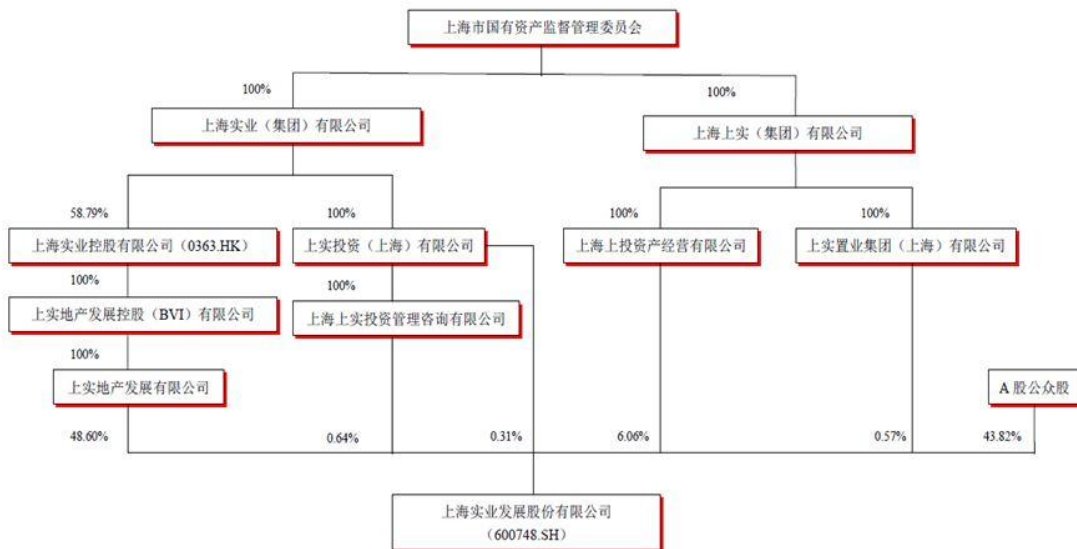 上海市国有资产监督管理委员会
100%
100%
上海实业（集团）有限公司
上海上实（集团）有限公司
58.79%
100%
100%
100%
上海实业控股有限公司（0363.HK）
上实投资（上海）有限公司
上海上投资产经营有限公司
上实置业集团（上海）有限公司
100%
100%
上实地产发展控股（BVI）有限公司
上海上实投资管理咨询有限公司
100%
上实地产发展有限公司
A 股公众股
48.60%
0.64%
0.31%
6.06%
0.57%
43.82%
上海实业发展股份有限公司
（600748.SH）